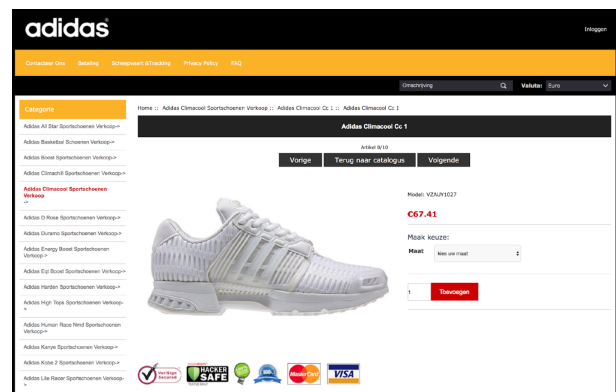 adidas
Inloggen
Contacteer Ons Betaling Scheepvaart &Tracking Privacy Policy FAQ
Omschrijving Valuta: Euro
Categorie
Home :: Adidas Climacool Sportschoenen Verkoop :: Adidas Climacool Cc 1 :: Adidas Climacool Cc 1
Adidas All Star Sportschoenen Verkoop->
Adidas Basketbal Schoenen Verkoop->
Adidas Boost Sportschoenen Verkoop->
Adidas Climachill Sportschoenen Verkoop->
Adidas Climacool Sportschoenen
Verkoop
->
Adidas D Rose Sportschoenen Verkoop->
Adidas Duramo Sportschoenen Verkoop->
Adidas Energy Boost Sportschoenen
Verkoop->
Adidas Eqt Boost Sportschoenen Verkoop->
Adidas Harden Sportschoenen Verkoop->
Adidas High Tops Sportschoenen Verkoop-
>
Adidas Human Race Nmd Sportschoenen
Verkoop->
Adidas Kanye Sportschoenen Verkoop->
Adidas Kobe 2 Sportschoenen Verkoop->
Adidas Lite Racer Sportschoenen Verkoop-
>
Adidas Climacool Cc 1
Artikel 8/10
Vorige Terug naar catalogus Volgende
Model: VZAUY1027
€67.41
Maak keuze:
Maat Kies uw maat
1 Toevoegen
VeriSign
Secured
HACKER
SAFE
MasterCard
VISA